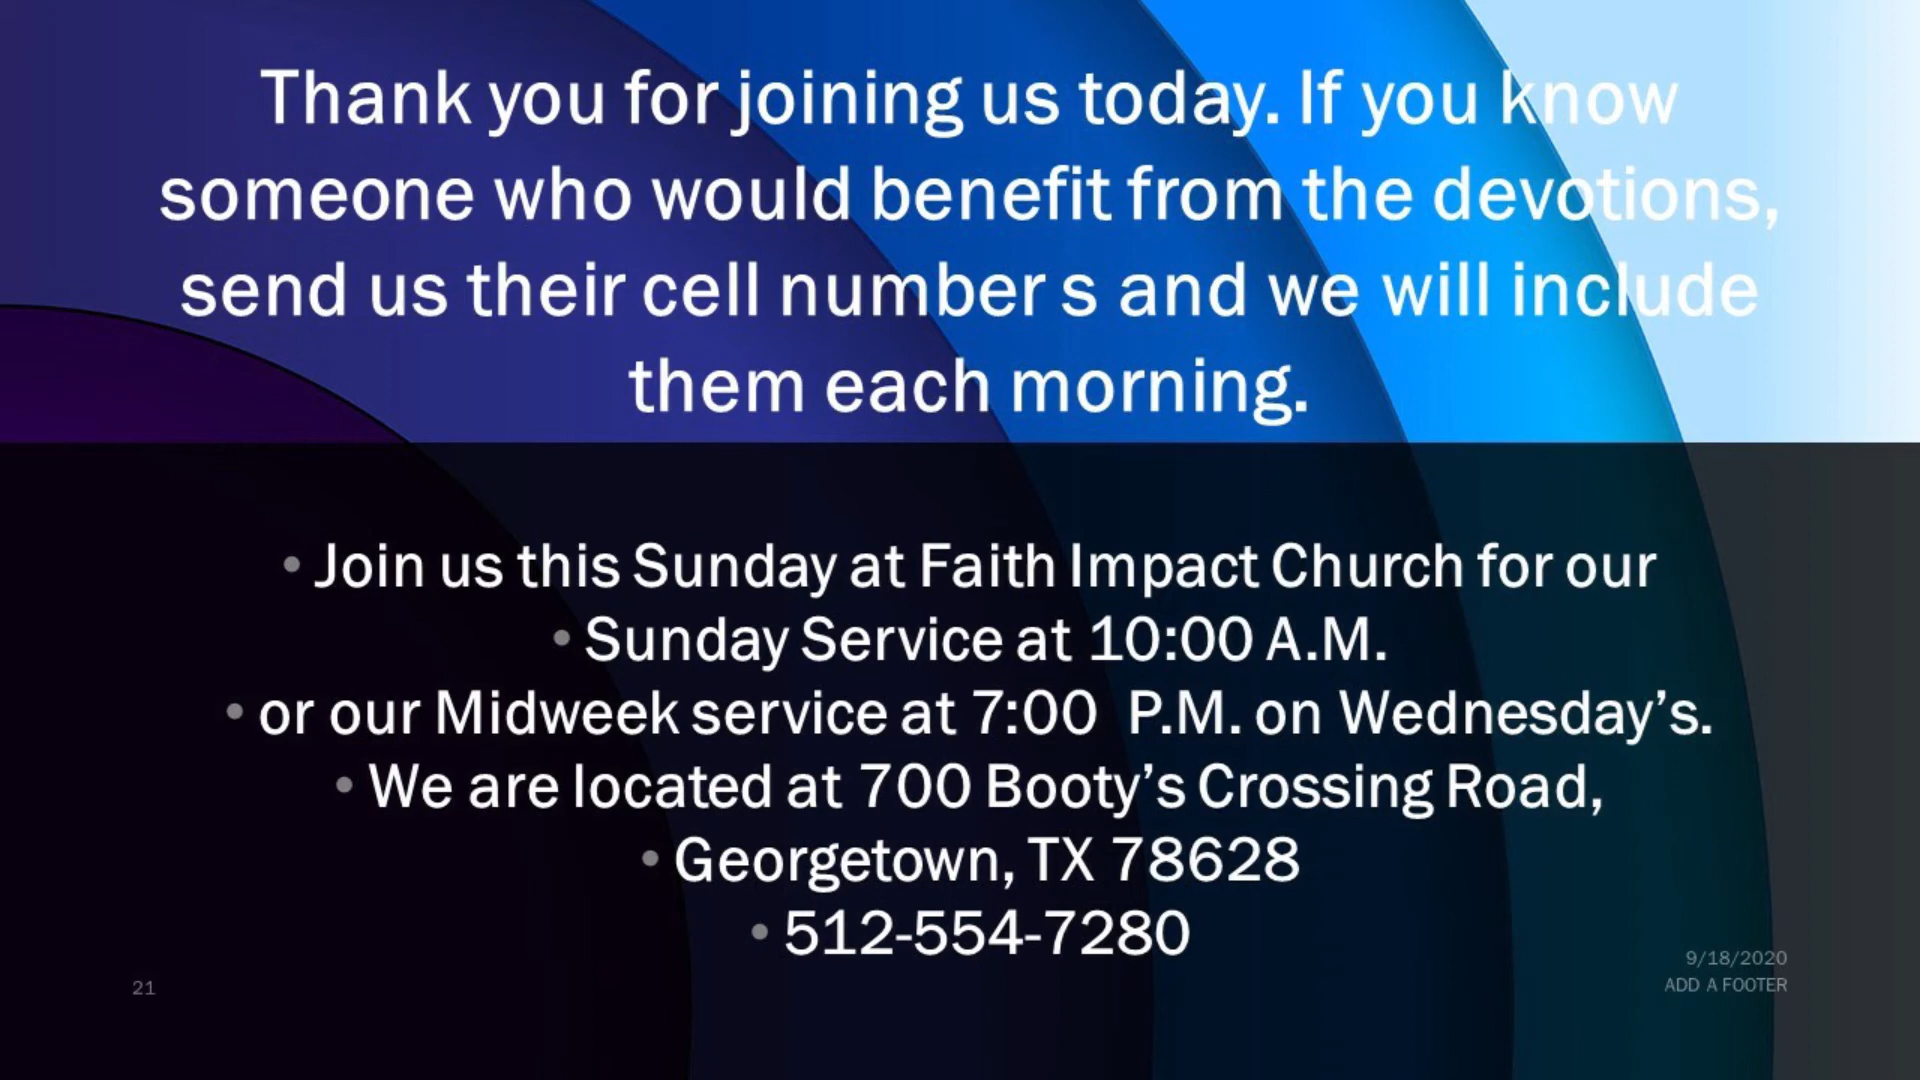 Thank you for joining us today. If you know
someone who would benefit from the devotions,
send us their cell number s and we will include
them each morning.
• Join us this Sunday at Faith Impact Church for our
• Sunday Service at 10:00 A.M.
• or our Midweek service at 7:00  P.M. on Wednesday’s.
• We are located at 700 Booty’s Crossing Road,
• Georgetown, TX 78628
• 512-554-7280
9/18/2020
21
ADD A FOOTER